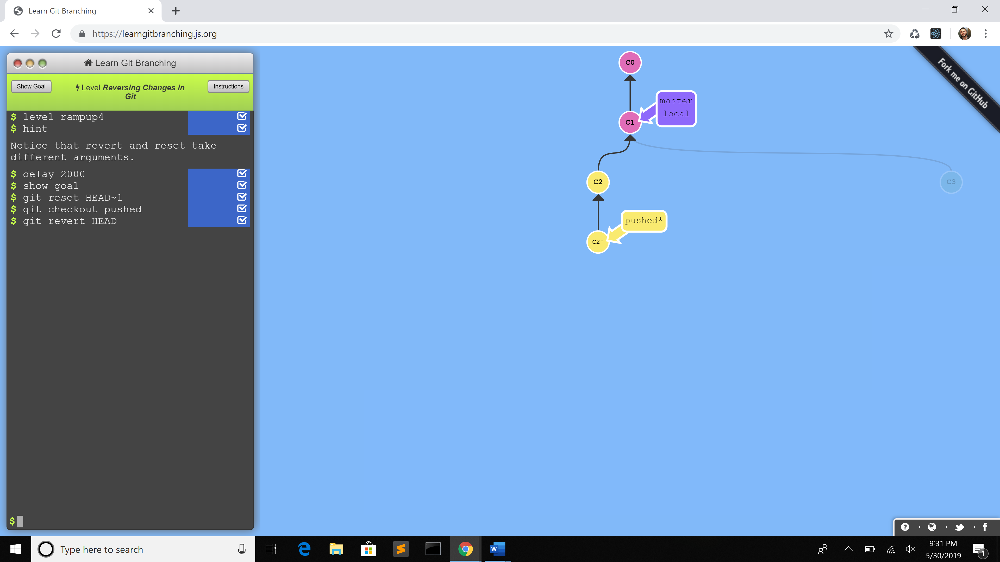 Learn Git Branching
https://learngitbranching.js.org
Learn Git Branching
Show Goal
Level Reversing Changes in
Git
Instructions
$ level rampup4
$ hint
Notice that revert and reset take
different arguments.
$ delay 2000
$ show goal
$ git reset HEAD~1
$ git checkout pushed
$ git revert HEAD
$
C0
master
local
C1
C2
C3
pushed*
C2'
Fork me on GitHub
Type here to search
W
9:31 PM
5/30/2019
1